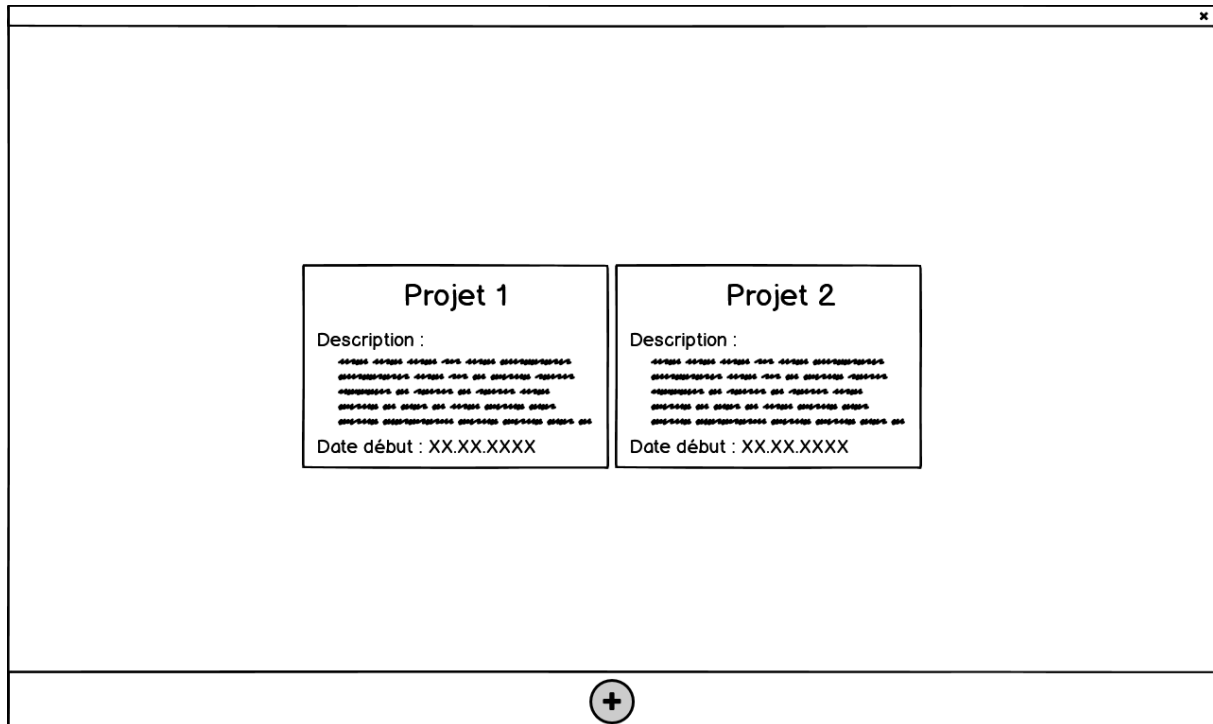 Projet 1
Description :
Date début : XX.XX.XXXX
Projet 2
Description :
Date début : XX.XX.XXXX